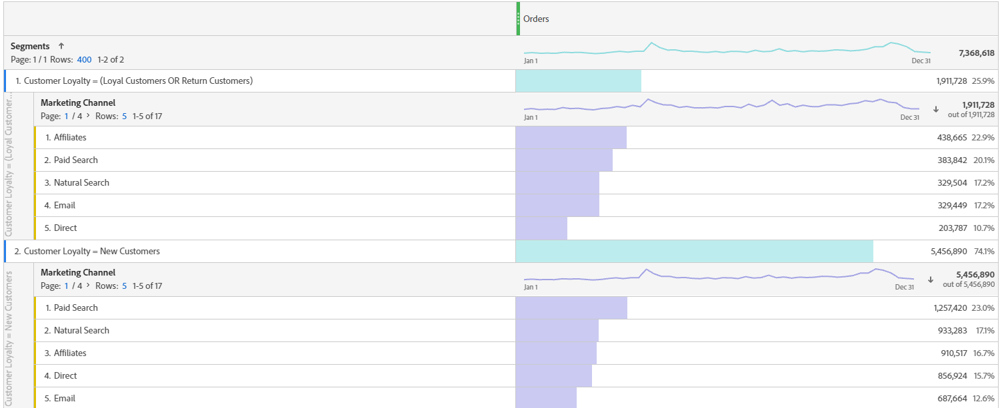 Orders
Segments ↑
Page: 1 / 1 Rows: 400 1-2 of 2
Jan 1
Dec 31
7,368,618
1. Customer Loyalty = (Loyal Customers OR Return Customers)
1,911,728 25.9%
Customer Loyalty = (Loyal Customer...
Marketing Channel
Page: 1 / 4 > Rows: 5 1-5 of 17
Jan 1
Dec 31
↓ 1,911,728
out of 1,911,728
1. Affiliates 438,665 22.9%
2. Paid Search 383,842 20.1%
3. Natural Search 329,504 17.2%
4. Email 329,449 17.2%
5. Direct 203,787 10.7%
2. Customer Loyalty = New Customers 5,456,890 74.1%
Customer Loyalty = New Customers
Marketing Channel
Page: 1 / 4 > Rows: 5 1-5 of 17
Jan 1
Dec 31
↓ 5,456,890
out of 5,456,890
1. Paid Search 1,257,420 23.0%
2. Natural Search 933,283 17.1%
3. Affiliates 910,517 16.7%
4. Direct 856,924 15.7%
5. Email 687,664 12.6%